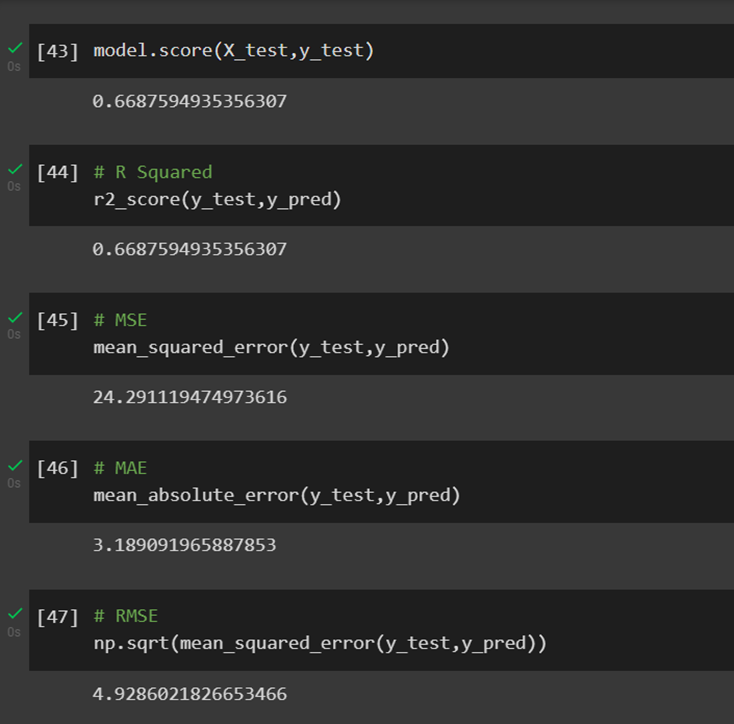 [43] model.score(X_test,y_test)
0s
0.6687594935356307
[44] # R Squared
0s
r2_score(y_test,y_pred)
0.6687594935356307
[45] # MSE
0s
mean_squared_error(y_test,y_pred)
24.291119474973616
[46] # MAE
0s
mean_absolute_error(y_test,y_pred)
3.189091965887853
[47] # RMSE
0s
np.sqrt(mean_squared_error(y_test,y_pred))
4.9286021826653466